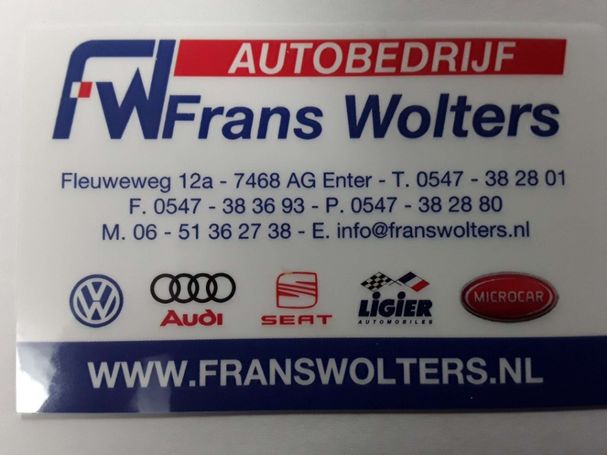 AUTOBEDRIJF
FW Frans Wolters
Fleuweweg 12a - 7468 AG Enter - T. 0547 - 38 28 01
F. 0547 - 38 36 93 - P. 0547 - 38 28 80
M. 06 - 51 36 27 38 - E. info@franswolters.nl
VW Audi SEAT LIGIER AUTOMOBILES MICROCAR
WWW.FRANSWOLTERS.NL